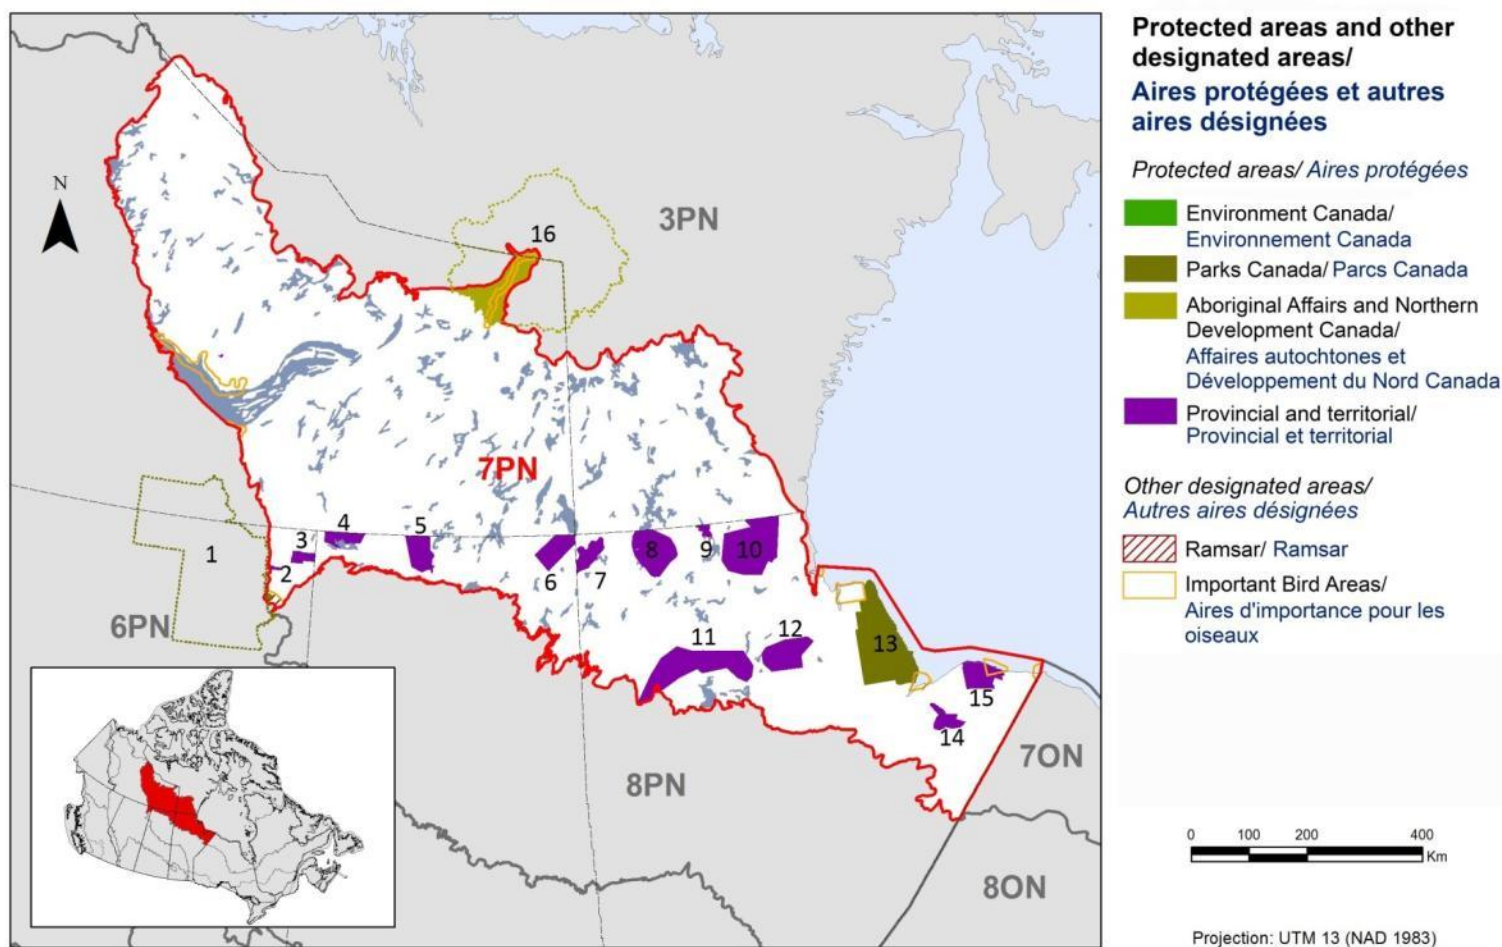 N
3PN
16
7PN
1
2
3
4
5
6
7
8
9
10
6PN
11
12
13
15
14
7ON
8PN
8ON
Protected areas and other
designated areas/
Aires protégées et autres
aires désignées
Protected areas/ Aires protégées
Environment Canada/
Environnement Canada
Parks Canada/ Parcs Canada
Aboriginal Affairs and Northern
Development Canada/
Affaires autochtones et
Développement du Nord Canada
Provincial and territorial/
Provincial et territorial
Other designated areas/
Autres aires désignées
Ramsar/ Ramsar
Important Bird Areas/
Aires d'importance pour les
oiseaux
0 100 200 400
Km
Projection: UTM 13 (NAD 1983)